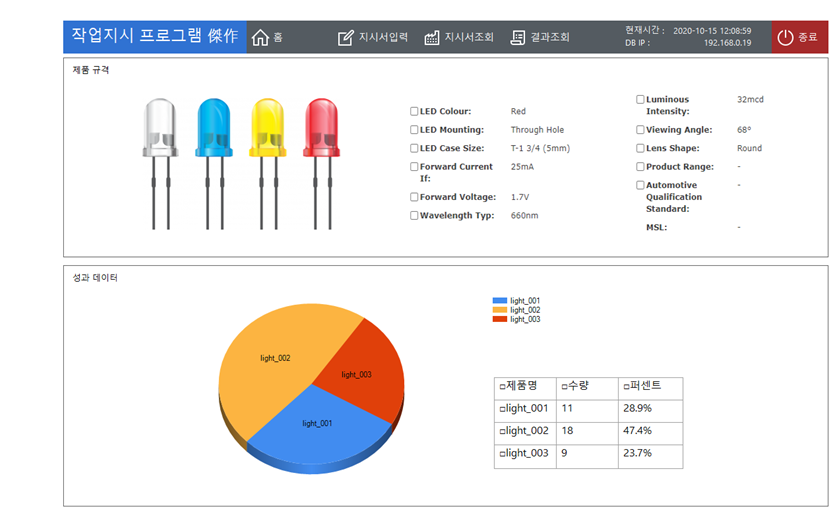 작업지시 프로그램 傑作
홈
지시서입력
지시서조회
결과조회
현재시간 : 2020-10-15 12:08:59
DB IP : 192.168.0.19
종료
제품 규격
LED Colour: Red
LED Mounting: Through Hole
LED Case Size: T-1 3/4 (5mm)
Forward Current If: 25mA
Forward Voltage: 1.7V
Wavelength Typ: 660nm
Luminous Intensity: 32mcd
Viewing Angle: 68°
Lens Shape: Round
Product Range: -
Automotive Qualification Standard: -
MSL: -
성과 데이터
light_002
light_003
light_001
light_001
light_002
light_003
□제품명 □수량 □퍼센트
□light_001 11 28.9%
□light_002 18 47.4%
□light_003 9 23.7%